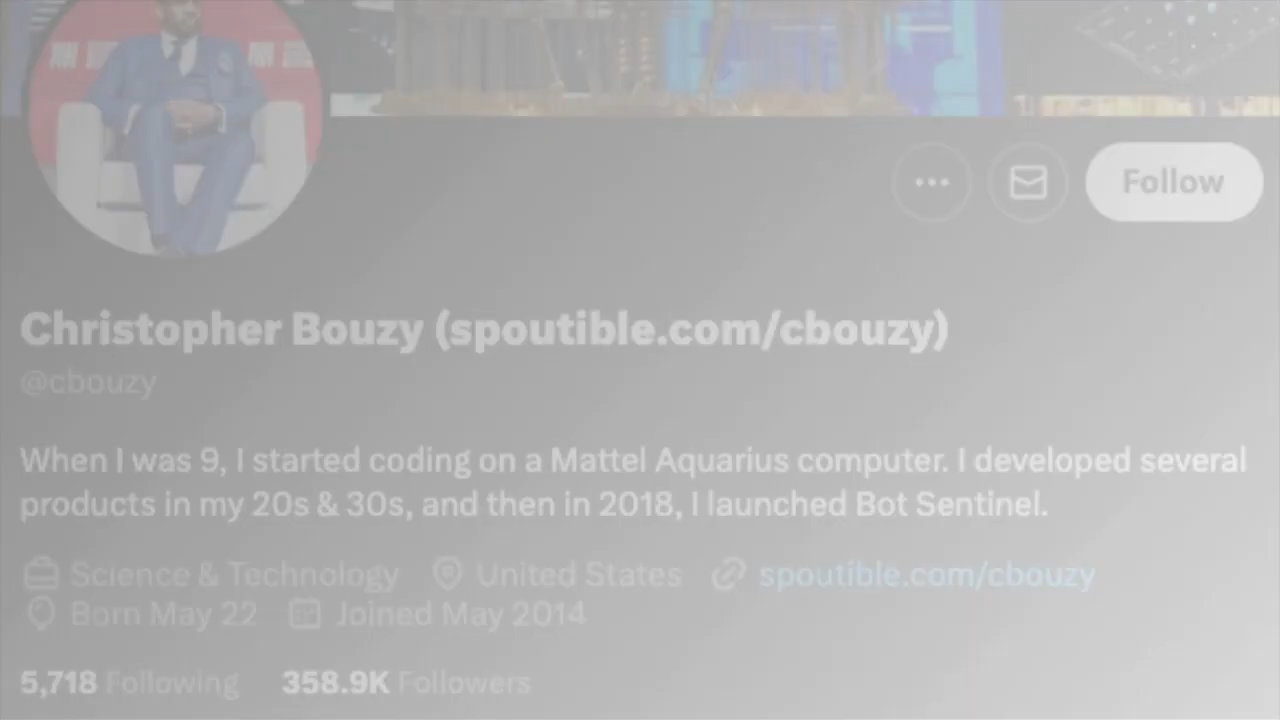 Follow
Christopher Bouzy (spoutible.com/cbouzy)
@cbouzy
When I was 9, I started coding on a Mattel Aquarius computer. I developed several
products in my 20s & 30s, and then in 2018, I launched Bot Sentinel.
Science & Technology United States spoutible.com/cbouzy
Born May 22 Joined May 2014
5,718 Following 358.9K Followers